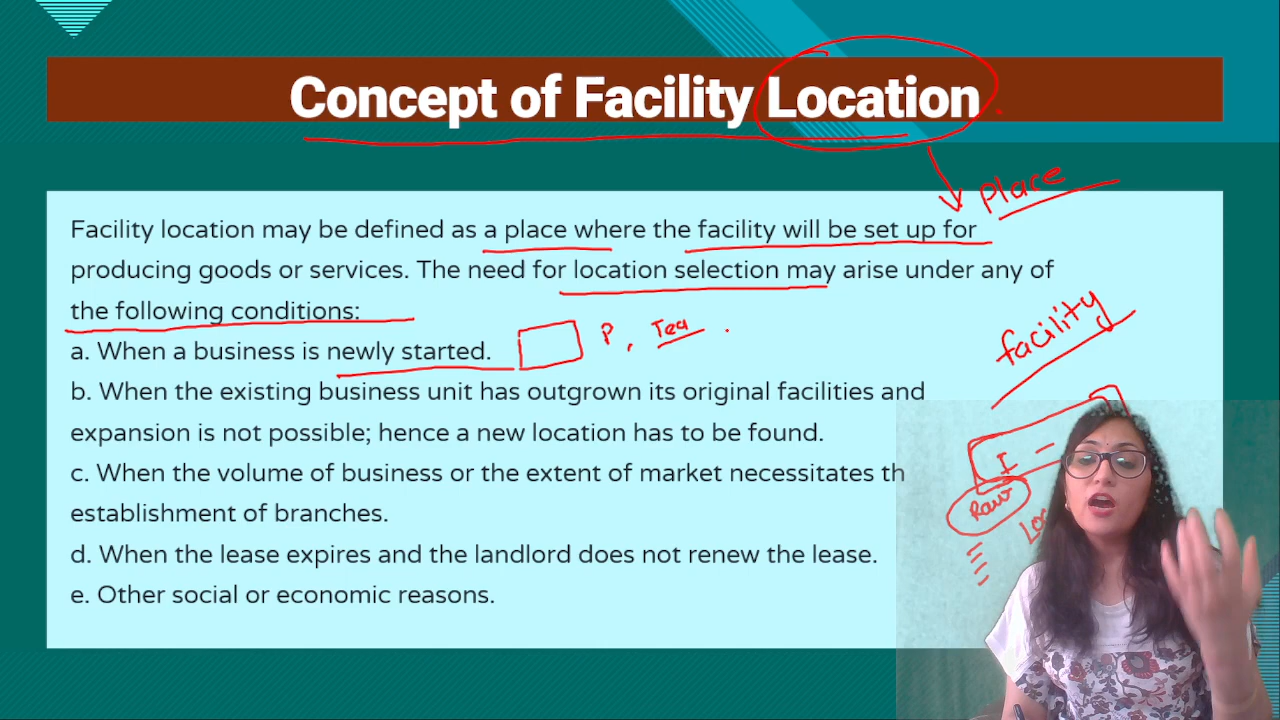 Concept of Facility Location
Place
Facility location may be defined as a place where the facility will be set up for
producing goods or services. The need for location selection may arise under any of
the following conditions:
facility
a. When a business is newly started.
P, Tea
b. When the existing business unit has outgrown its original facilities and
expansion is not possible; hence a new location has to be found.
I
c. When the volume of business or the extent of market necessitates th
Raw
establishment of branches.
Loc
d. When the lease expires and the landlord does not renew the lease.
e. Other social or economic reasons.